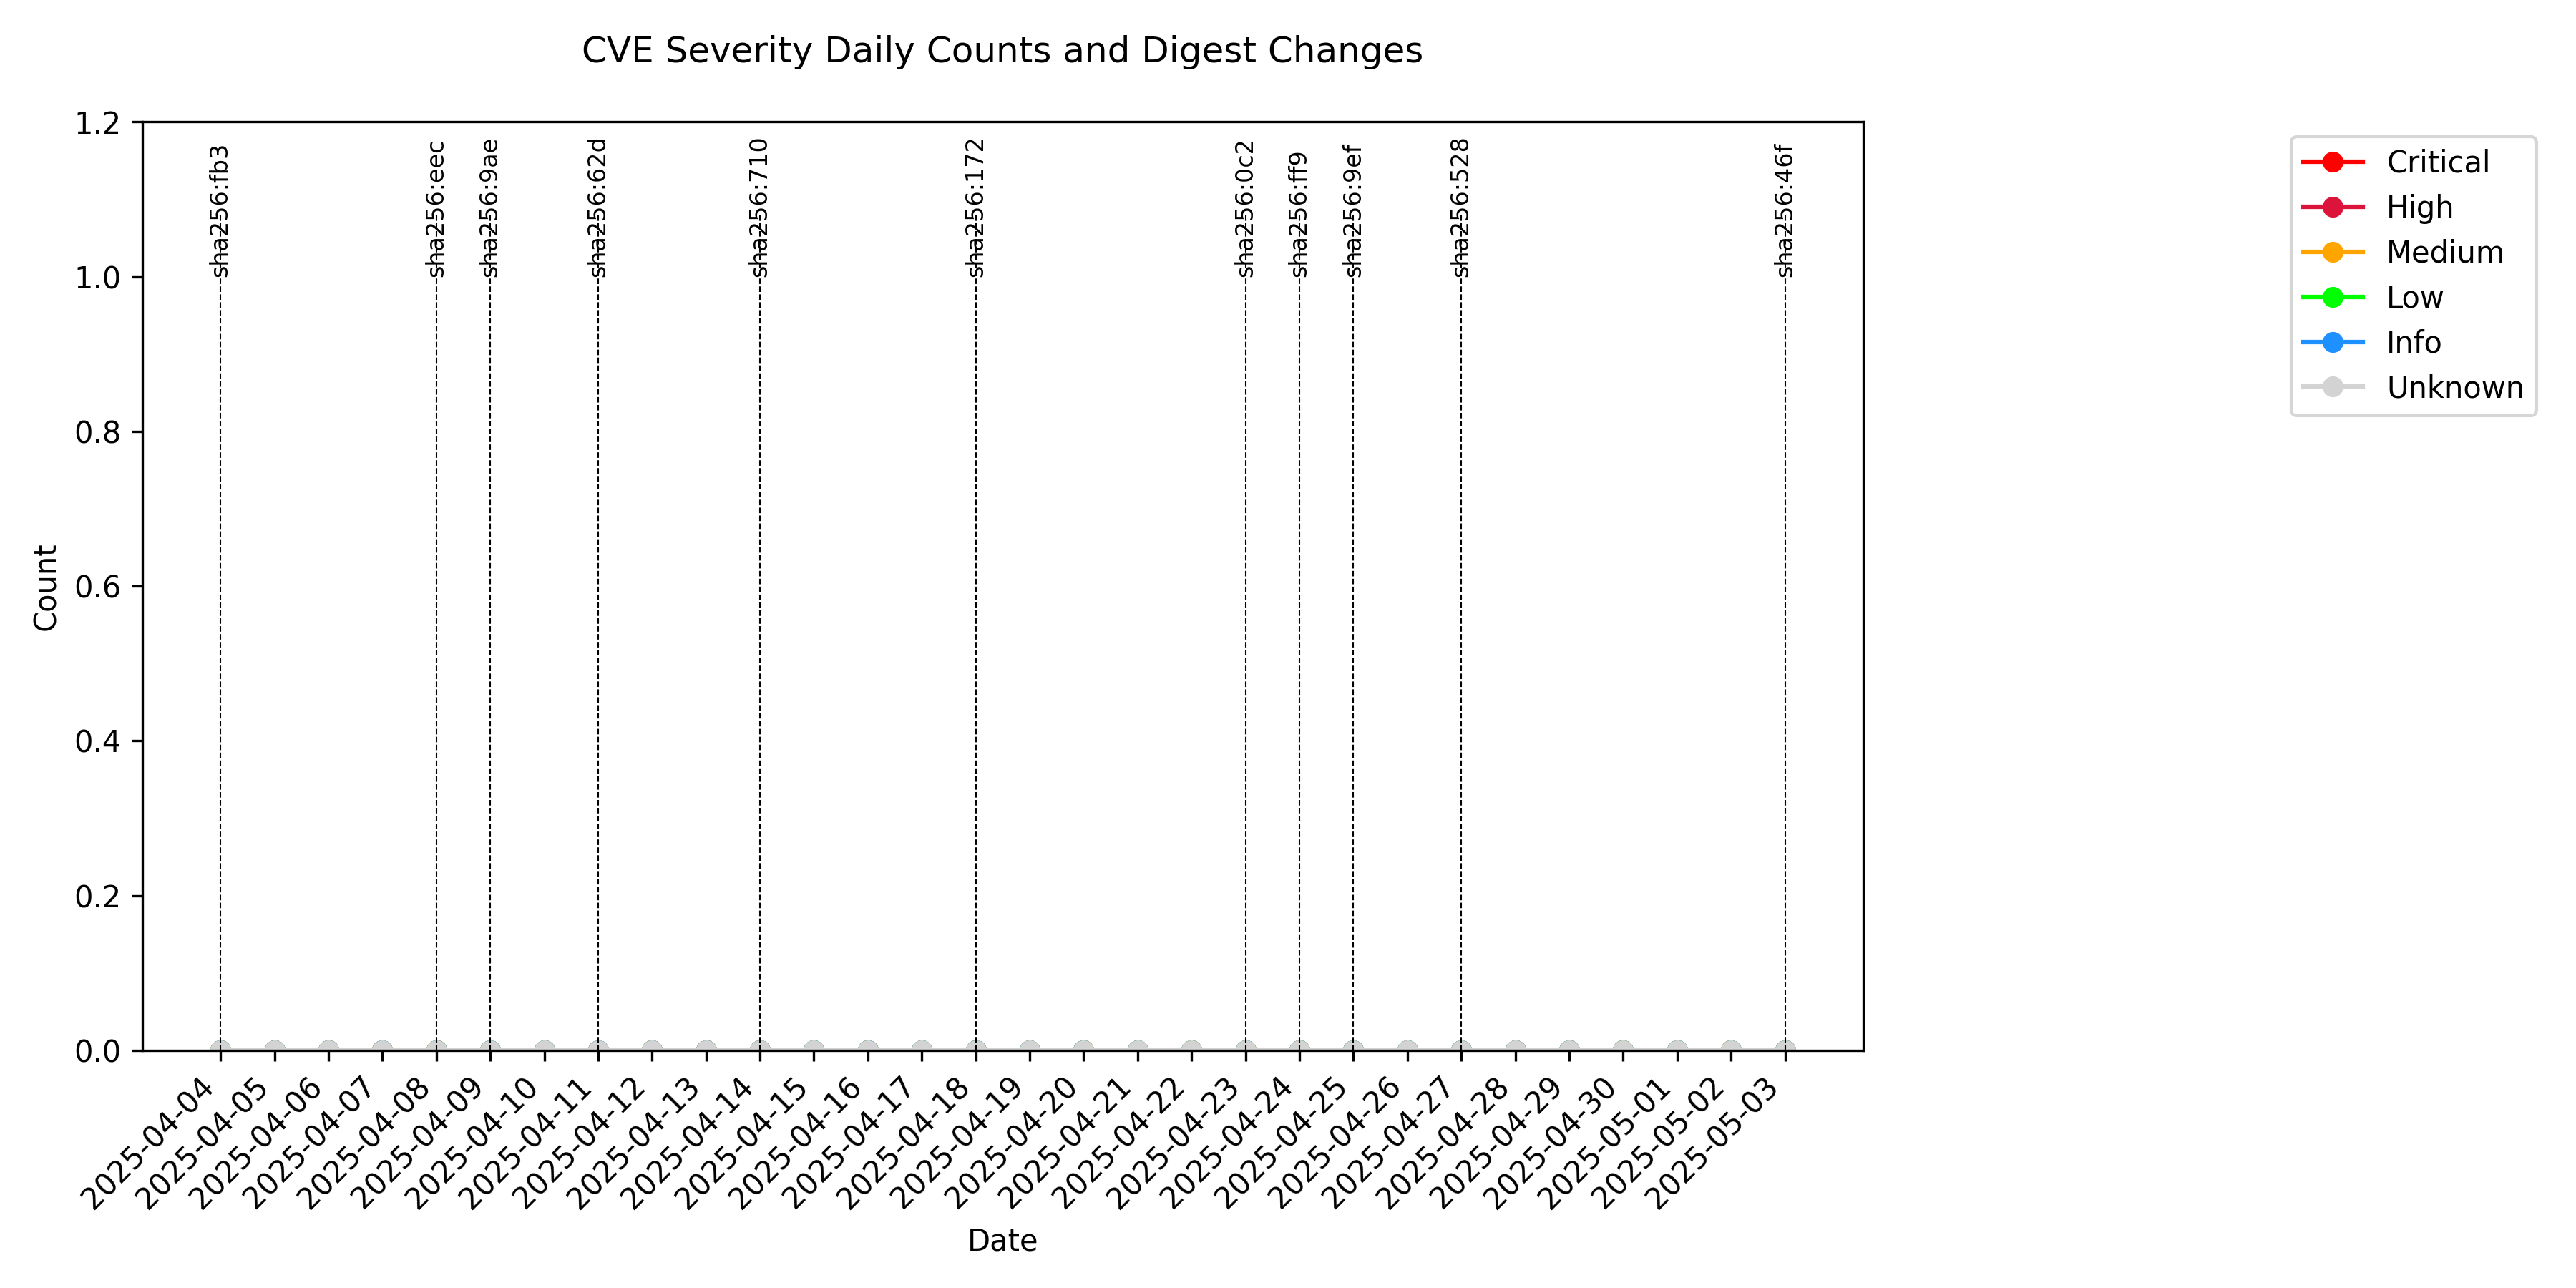 CVE Severity Daily Counts and Digest Changes
1.2
1.0
0.8
0.6
0.4
0.2
0.0
Count
sha256:fb3
sha256:eec
sha256:9ae
sha256:62d
sha256:710
sha256:172
sha256:0c2
sha256:ff9
sha256:9ef
sha256:528
sha256:46f
Critical
High
Medium
Low
Info
Unknown
2025-04-04
2025-04-05
2025-04-06
2025-04-07
2025-04-08
2025-04-09
2025-04-10
2025-04-11
2025-04-12
2025-04-13
2025-04-14
2025-04-15
2025-04-16
2025-04-17
2025-04-18
2025-04-19
2025-04-20
2025-04-21
2025-04-22
2025-04-23
2025-04-24
2025-04-25
2025-04-26
2025-04-27
2025-04-28
2025-04-29
2025-04-30
2025-05-01
2025-05-02
2025-05-03
Date